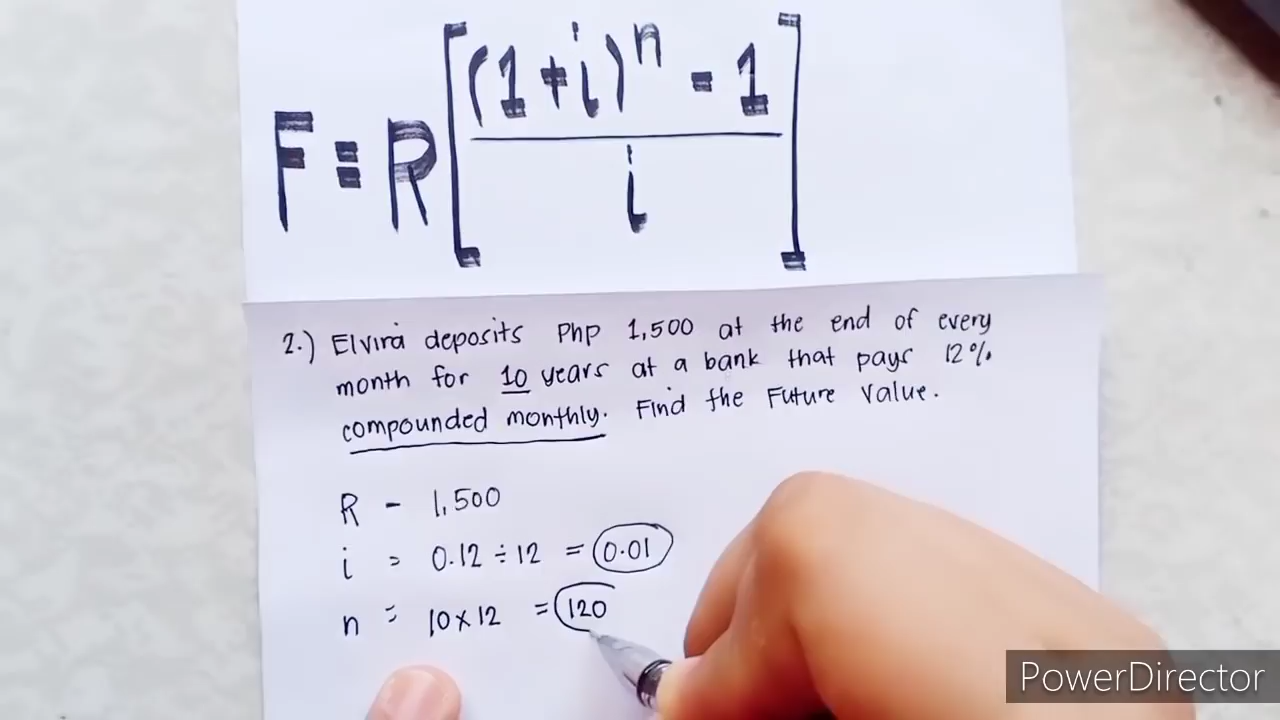 F = R [ (1+i)ⁿ - 1 / i ]
2.) Elvira deposits Php 1,500 at the end of every
month for 10 years at a bank that pays 12%
compounded monthly. Find the Future Value.
R - 1,500
i = 0.12 ÷ 12 = 0.01
n = 10 x 12 = 120
PowerDirector